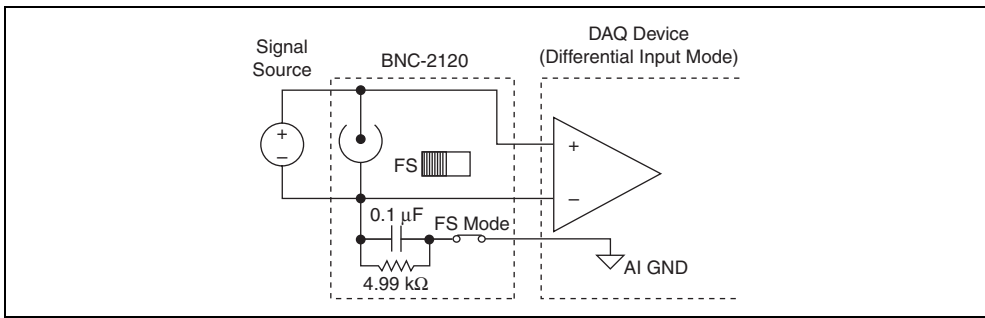 Signal
Source
BNC-2120
DAQ Device
(Differential Input Mode)
+
–
FS
+
–
0.1 μF
FS Mode
4.99 kΩ
AI GND